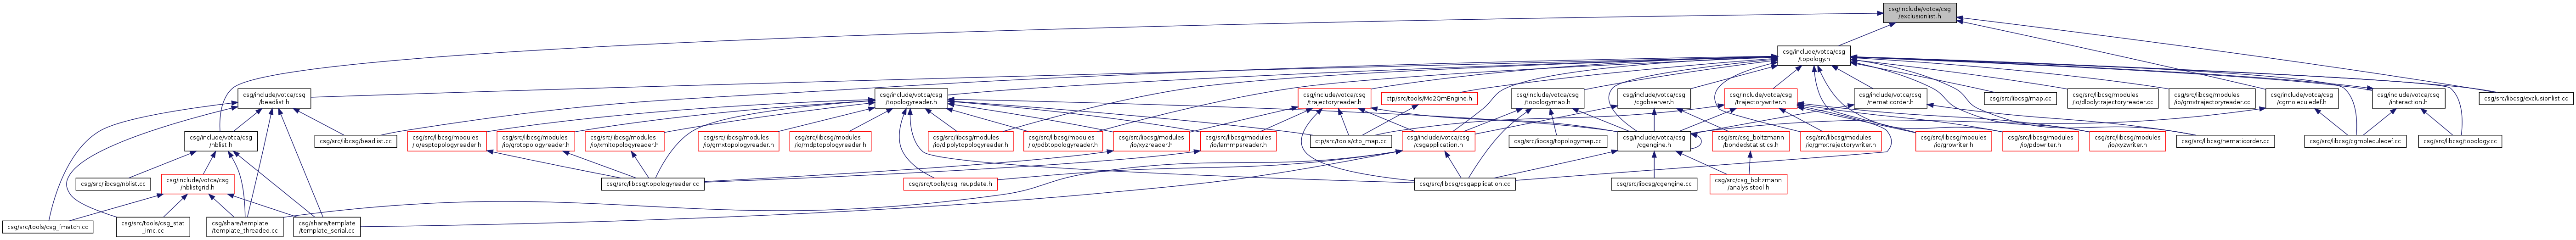 csg/include/votca/csg
/exclusionlist.h
csg/include/votca/csg
/topology.h
csg/include/votca/csg
/beadlist.h
csg/include/votca/csg
/topologyreader.h
csg/include/votca/csg
/trajectoryreader.h
ctp/src/tools/Md2QmEngine.h
csg/include/votca/csg
/topologymap.h
csg/include/votca/csg
/cgobserver.h
csg/include/votca/csg
/trajectorywriter.h
csg/include/votca/csg
/nematicorder.h
csg/src/libcsg/map.cc
csg/src/libcsg/modules
/io/dlpolytrajectoryreader.cc
csg/src/libcsg/modules
/io/gmxtrajectoryreader.cc
csg/include/votca/csg
/cgmoleculedef.h
csg/include/votca/csg
/interaction.h
csg/src/libcsg/exclusionlist.cc
csg/include/votca/csg
/nblist.h
csg/src/libcsg/beadlist.cc
csg/src/libcsg/modules
/io/esptopologyreader.h
csg/src/libcsg/modules
/io/grotopologyreader.h
csg/src/libcsg/modules
/io/xmltopologyreader.h
csg/src/libcsg/modules
/io/gmxtopologyreader.h
csg/src/libcsg/modules
/io/mdptopologyreader.h
csg/src/libcsg/modules
/io/dlpolytopologyreader.h
csg/src/libcsg/modules
/io/pdbtopologyreader.h
csg/src/libcsg/modules
/io/xyzreader.h
csg/src/libcsg/modules
/io/lammpsreader.h
ctp/src/tools/ctp_map.cc
csg/include/votca/csg
/csgapplication.h
csg/src/libcsg/topologymap.cc
csg/include/votca/csg
/cgengine.h
csg/src/csg_boltzmann
/bondedstatistics.h
csg/src/libcsg/modules
/io/gmxtrajectorywriter.h
csg/src/libcsg/modules
/io/growriter.h
csg/src/libcsg/modules
/io/pdbwriter.h
csg/src/libcsg/modules
/io/xyzwriter.h
csg/src/libcsg/nematicorder.cc
csg/src/libcsg/cgmoleculedef.cc
csg/src/libcsg/topology.cc
csg/src/libcsg/nblist.cc
csg/include/votca/csg
/nblistgrid.h
csg/src/libcsg/topologyreader.cc
csg/src/tools/csg_reupdate.h
csg/src/libcsg/csgapplication.cc
csg/src/libcsg/cgengine.cc
csg/src/csg_boltzmann
/analysistool.h
csg/src/tools/csg_fmatch.cc
csg/src/tools/csg_stat
_imc.cc
csg/share/template
/template_threaded.cc
csg/share/template
/template_serial.cc